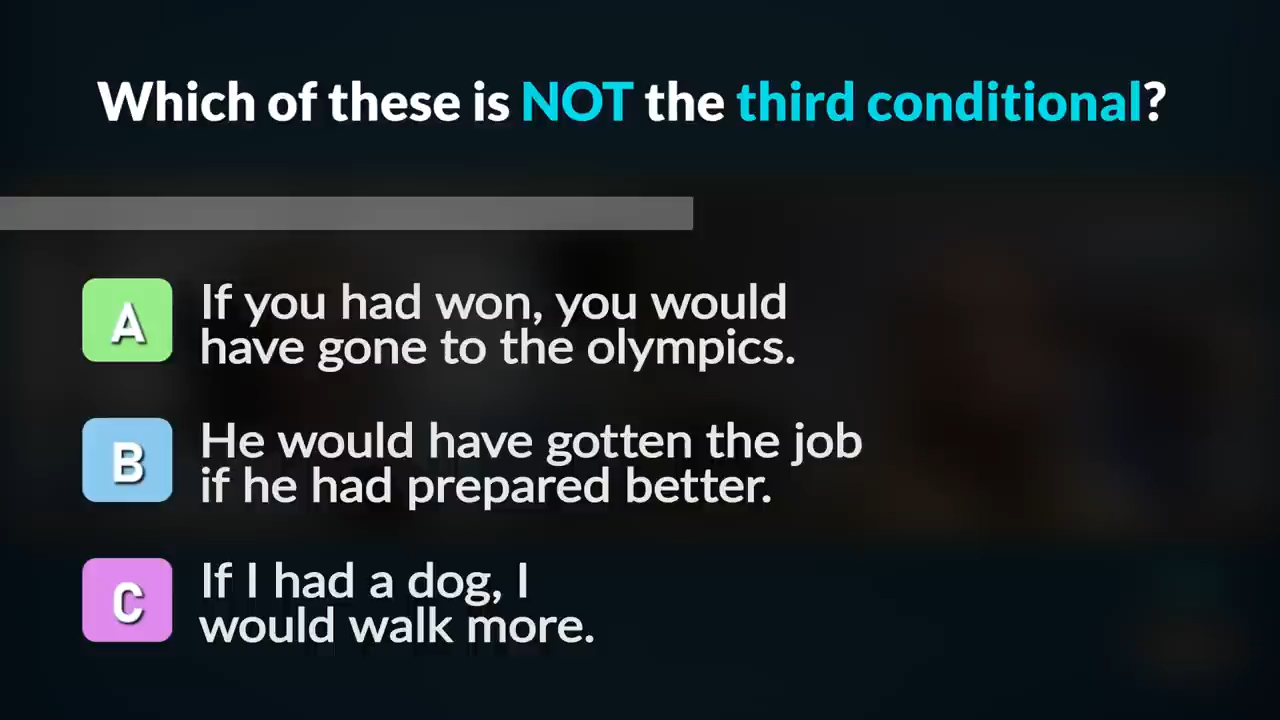 Which of these is NOT the third conditional?
A
If you had won, you would
have gone to the olympics.
B
He would have gotten the job
if he had prepared better.
C
If I had a dog, I
would walk more.